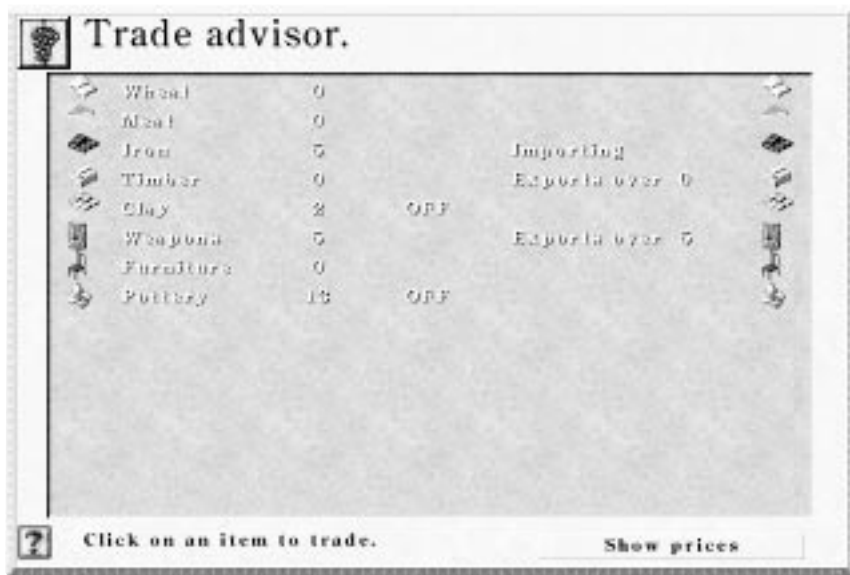 Trade advisor.
Wheat 0
Meat 0
Iron 5 Importing
Timber 0 Exports over 0
Clay 2 OFF
Weapons 5 Exports over 5
Furniture 0
Pottery 13 OFF
? Click on an item to trade. Show prices